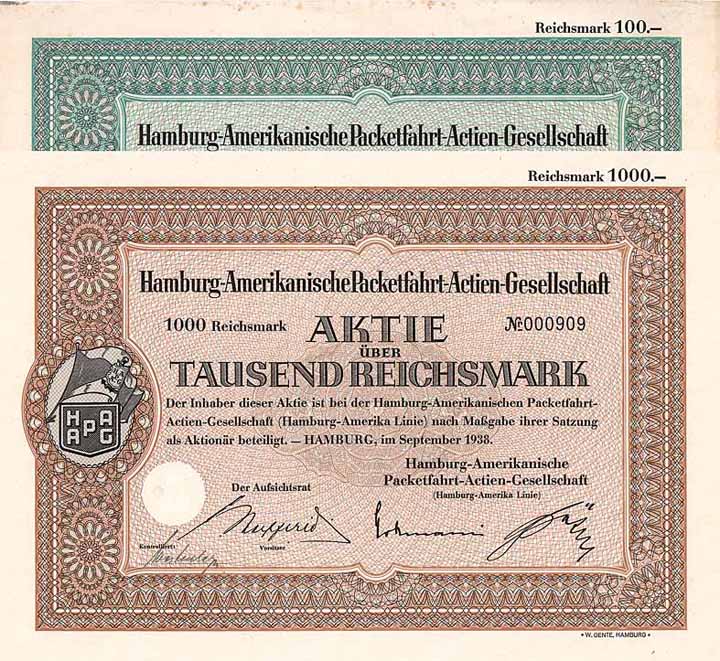 Reichsmark 100.—
Hamburg-Amerikanische Packetfahrt-Actien-Gesellschaft
Reichsmark 1000.—
Hamburg-Amerikanische Packetfahrt-Actien-Gesellschaft
1000 Reichsmark AKTIE № 000909
ÜBER
TAUSEND REICHSMARK
Der Inhaber dieser Aktie ist bei der Hamburg-Amerikanischen Packetfahrt-
Actien-Gesellschaft (Hamburg-Amerika Linie) nach Maßgabe ihrer Satzung
als Aktionär beteiligt. — HAMBURG, im September 1938.
HAPAG
Hamburg-Amerikanische
Packetfahrt-Actien-Gesellschaft
(Hamburg-Amerika Linie)
Der Aufsichtsrat
Kontrolliert:
Vorsitzer
• W. GENTE, HAMBURG •